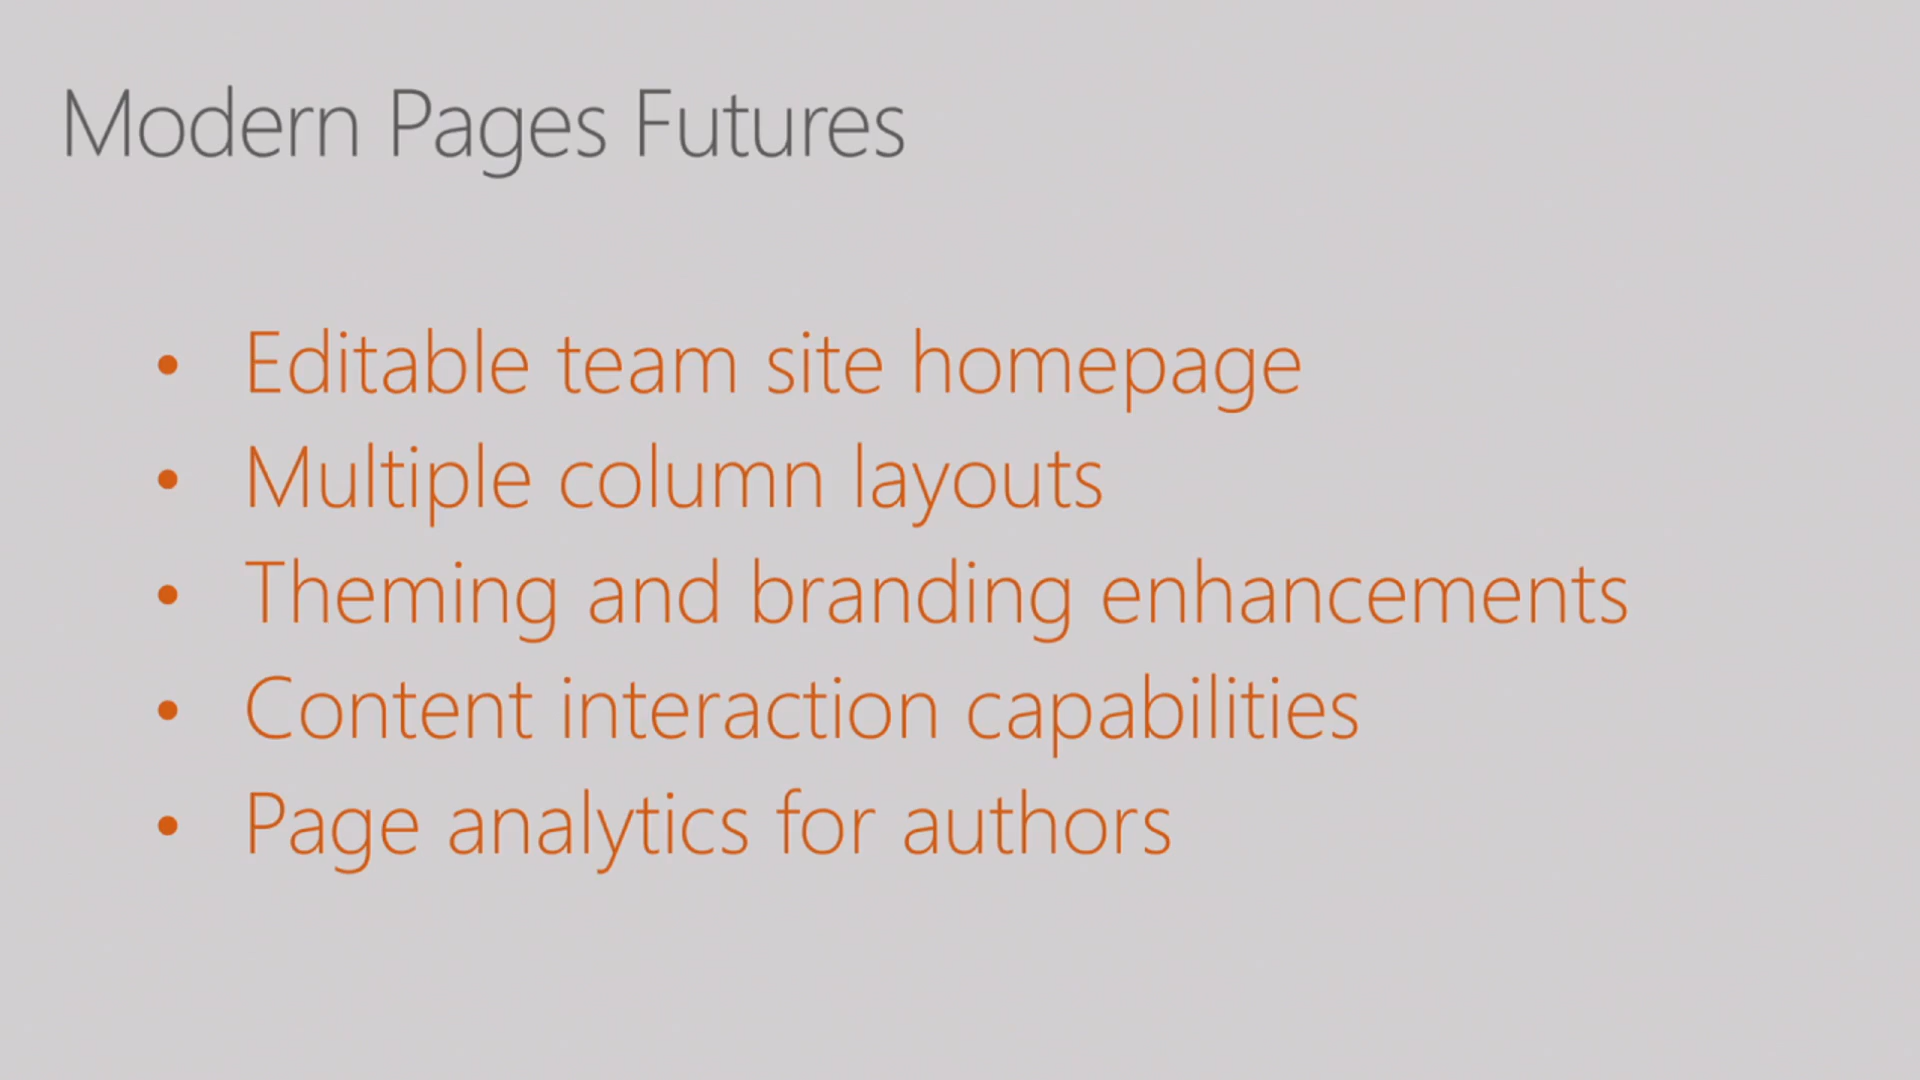 Modern Pages Futures
• Editable team site homepage
• Multiple column layouts
• Theming and branding enhancements
• Content interaction capabilities
• Page analytics for authors